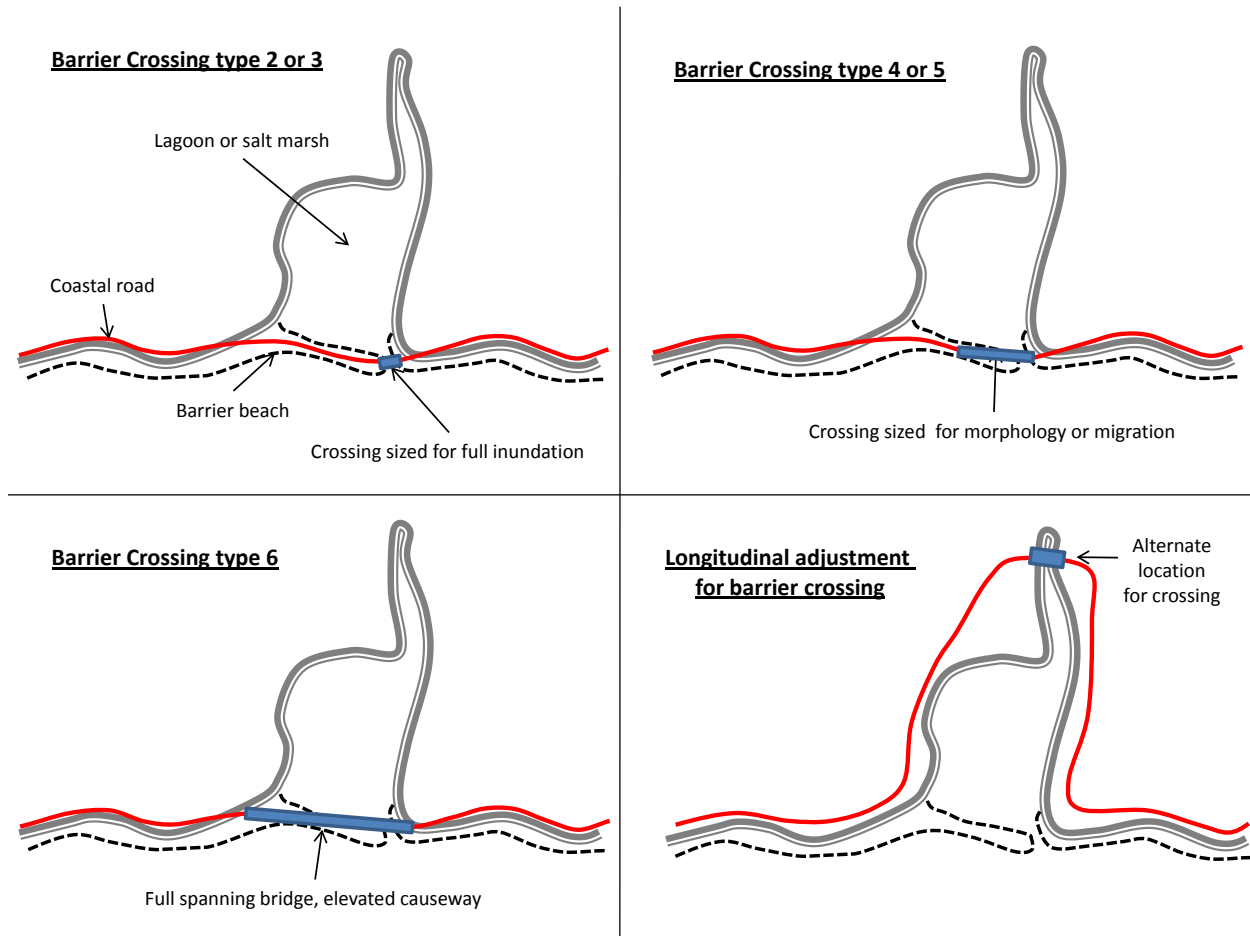 Barrier Crossing type 2 or 3
Lagoon or salt marsh
Coastal road
Barrier beach
Crossing sized for full inundation
Barrier Crossing type 4 or 5
Crossing sized  for morphology or migration
Barrier Crossing type 6
Full spanning bridge, elevated causeway
Longitudinal adjustment
for barrier crossing
Alternate
location
for crossing